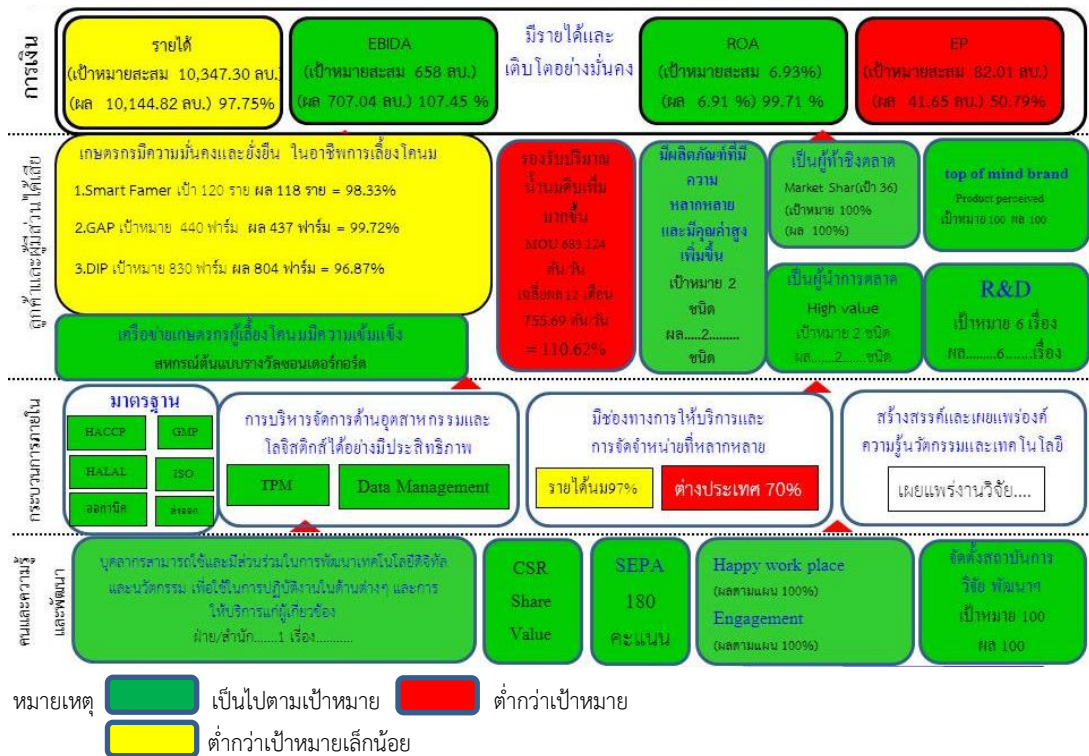 การเงิน
รายได้
(เป้าหมายสะสม 10,347.30 ลบ.)
(ผล 10,144.82 ลบ.) 97.75%
EBIDA
(เป้าหมายสะสม 658 ลบ.)
(ผล 707.04 ลบ.) 107.45 %
มีรายได้และ
เติบโตอย่างมั่นคง
ROA
(เป้าหมายสะสม 6.93%)
(ผล 6.91 %) 99.71 %
EP
(เป้าหมายสะสม 82.01 ลบ.)
(ผล 41.65 ลบ.) 50.79%
ลูกค้าและผู้มีส่วนได้เสีย
เกษตรกรมีความมั่นคงและยั่งยืน ในอาชีพการเลี้ยงโคนม
1.Smart Famer เป้า 120 ราย ผล 118 ราย = 98.33%
2.GAP เป้าหมาย 440 ฟาร์ม ผล 437 ฟาร์ม = 99.72%
3.DIP เป้าหมาย 830 ฟาร์ม ผล 804 ฟาร์ม = 96.87%
เครือข่ายเกษตรกรผู้เลี้ยงโคนมมีความเข้มแข็ง
สหกรณ์ต้นแบบรางวัลซอนเดอร์กอร์ด
รองรับปริมาณ
น้ำนมดิบเพิ่ม
มากขึ้น
MOU 683.124
ตัน/วัน
เฉลี่ยผล 12 เดือน
755.69 ตัน/วัน
= 110.62%
มีผลิตภัณฑ์ที่มี
ความ
หลากหลาย
และมีคุณค่าสูง
เพิ่มขึ้น
เป้าหมาย 2
ชนิด
ผล.....2.........
ชนิด
เป็นผู้ท้าชิงตลาด
Market Shar(เป้า 36)
(เป้าหมาย 100%
(ผล 100%)
top of mind brand
Product perceived
เป้าหมาย 100 ผล 100
เป็นผู้นำการตลาด
High value
เป้าหมาย 2 ชนิด
ผล.......2.......ชนิด
R&D
เป้าหมาย 6 เรื่อง
ผล.........6.......เรื่อง
กระบวนการภายใน
มาตรฐาน
HACCP
GMP
HALAL
ISO
ออกานิค
ส่งออก
การบริหารจัดการด้านอุตสาหกรรมและ
โลจิสติกส์ได้อย่างมีประสิทธิภาพ
TPM
Data Management
มีช่องทางการให้บริการและ
การจัดจำหน่ายที่หลากหลาย
รายได้นม97%
ต่างประเทศ 70%
สร้างสรรค์และเผยแพร่องค์
ความรู้นวัตกรรมและเทคโนโลยี
เผยแพร่งานวิจัย....
คนและความรู้
และพัฒนา
บุคลากรสามารถใช้และมีส่วนร่วมในการพัฒนาเทคโนโลยีดิจิทัล
และนวัตกรรม เพื่อใช้ในการปฏิบัติงานในด้านต่างๆ และการ
ให้บริการแก่ผู้เกี่ยวข้อง
ฝ่าย/สำนัก.......1 เรื่อง...........
CSR
Share
Value
SEPA
180
คะแนน
Happy work place
(ผลตามแผน 100%)
Engagement
(ผลตามแผน 100%)
จัดตั้งสถาบันการ
วิจัย พัฒนาฯ
เป้าหมาย 100
ผล 100
หมายเหตุ เป็นไปตามเป้าหมาย ต่ำกว่าเป้าหมาย
ต่ำกว่าเป้าหมายเล็กน้อย